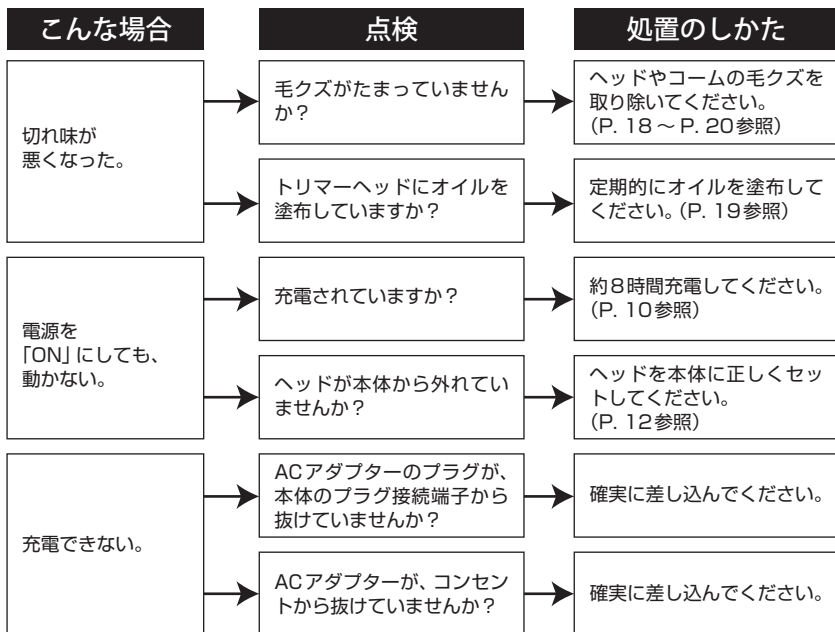 こんな場合
点検
処置のしかた
切れ味が
悪くなった。
毛クズがたまっていません
か？
ヘッドやコームの毛クズを
取り除いてください。
（P. 18 ～ P. 20参照）
トリマーヘッドにオイルを
塗布していますか？
定期的にオイルを塗布して
ください。（P. 19参照）
電源を
「ON」にしても、
動かない。
充電されていますか？
約8時間充電してください。
（P. 10参照）
ヘッドが本体から外れてい
ませんか？
ヘッドを本体に正しくセッ
トしてください。
（P. 12参照）
充電できない。
ACアダプターのプラグが、
本体のプラグ接続端子から
抜けていませんか？
確実に差し込んでください。
ACアダプターが、コンセン
トから抜けていませんか？
確実に差し込んでください。